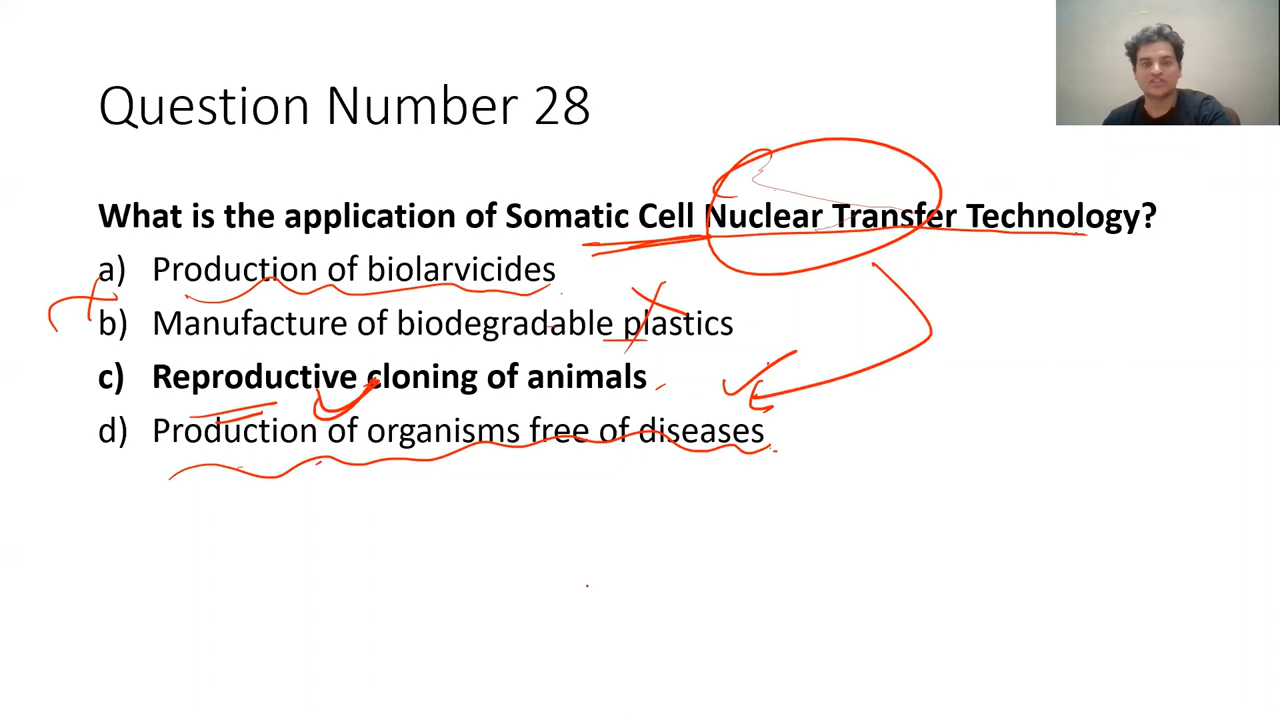 Question Number 28
What is the application of Somatic Cell Nuclear Transfer Technology?
a) Production of biolarvicides
b) Manufacture of biodegradable plastics
c) Reproductive cloning of animals
d) Production of organisms free of diseases